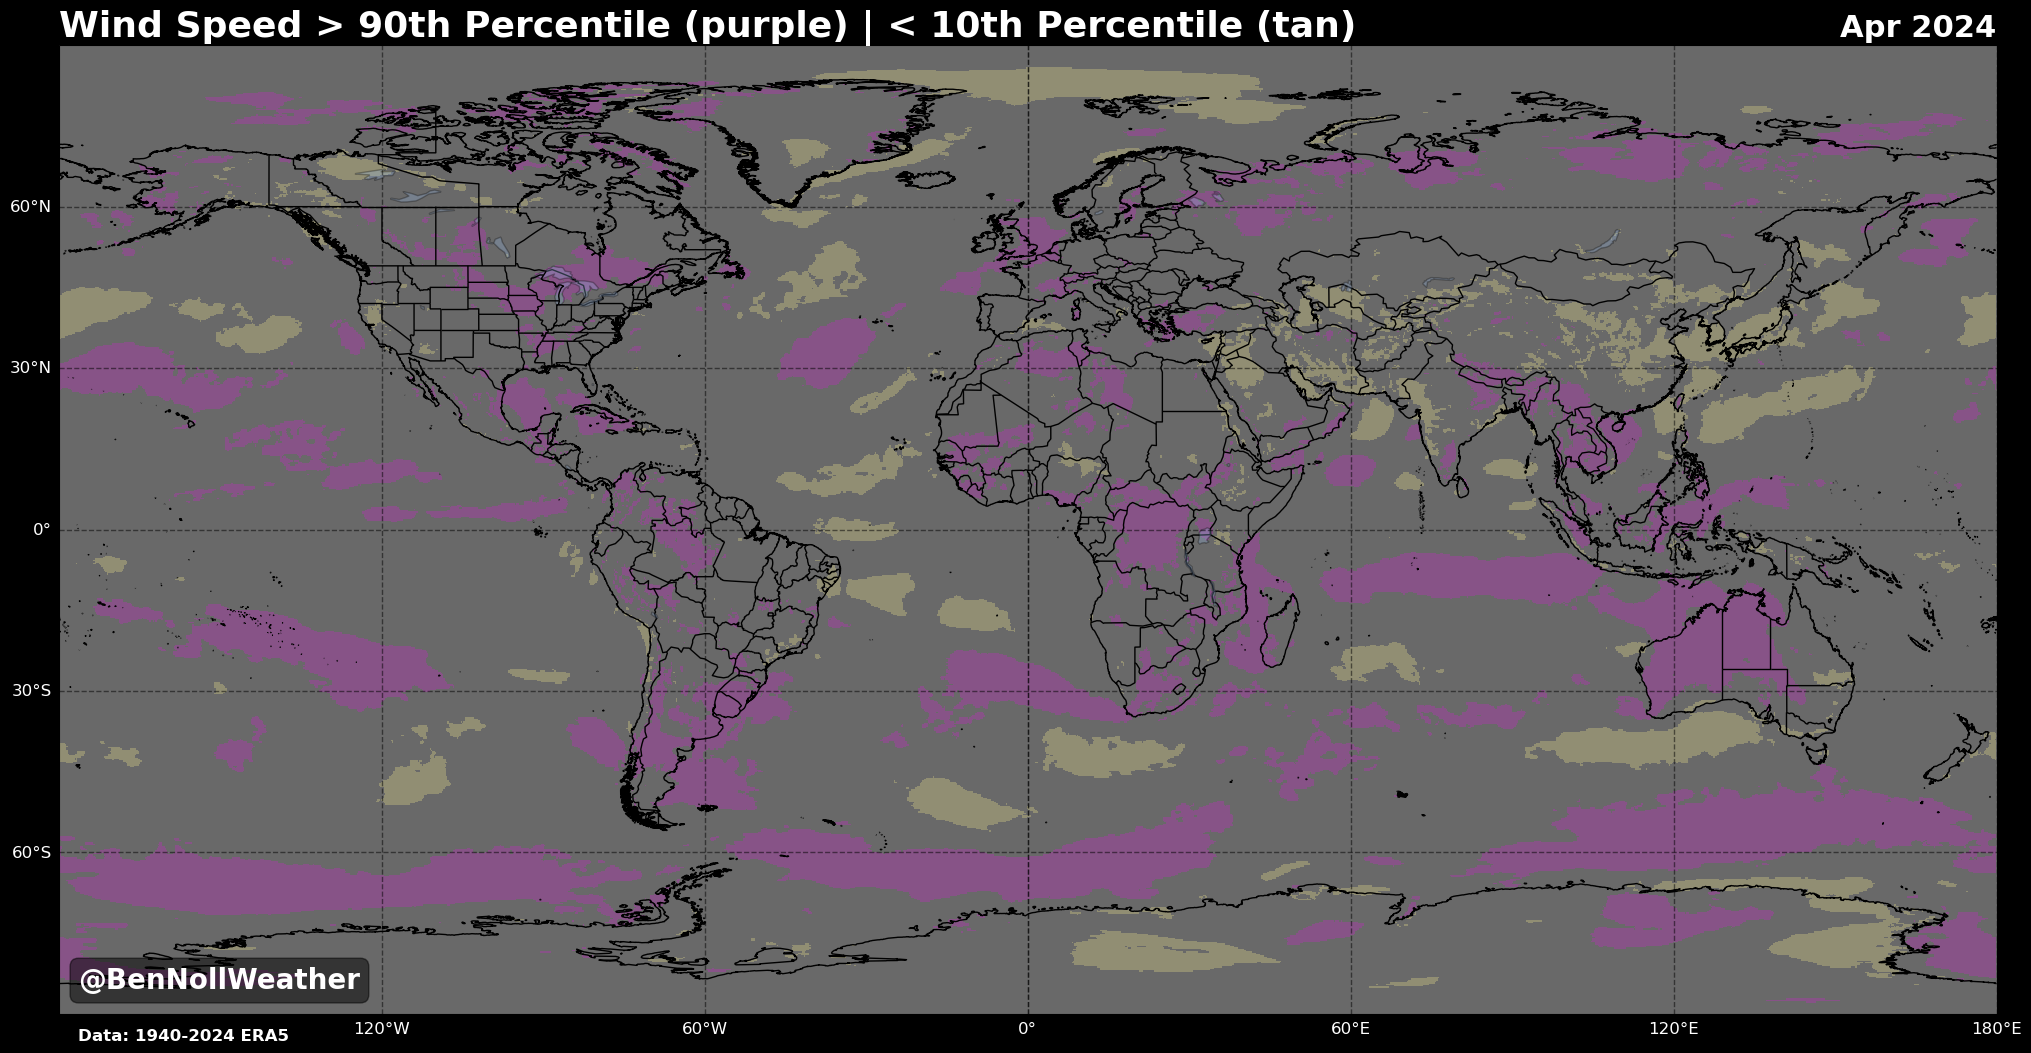 Wind Speed > 90th Percentile (purple) | < 10th Percentile (tan)
Apr 2024
60°N
30°N
0°
30°S
60°S
@BenNollWeather
120°W
60°W
0°
60°E
120°E
180°E
Data: 1940-2024 ERA5